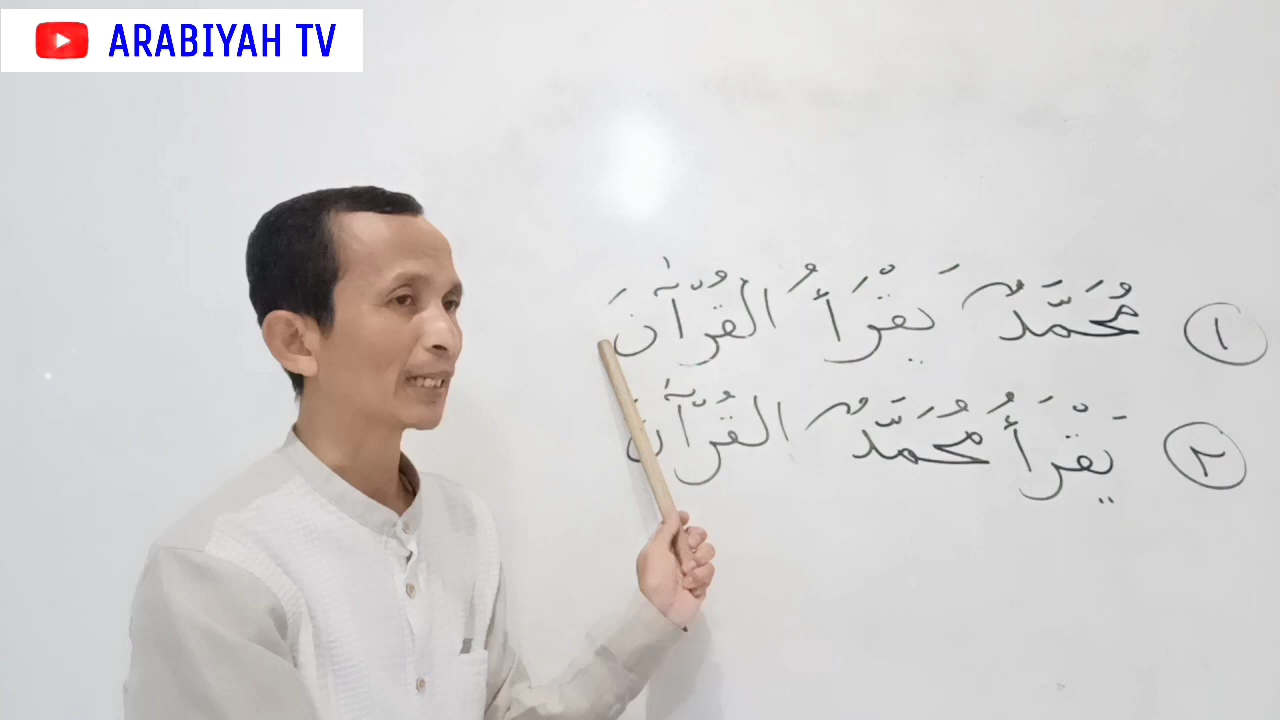 ARABIYAH TV
١ مُحَمَّدٌ يَقْرَأُ الْقُرْآنَ
٢ يَقْرَأُ مُحَمَّدٌ الْقُرْآنَ